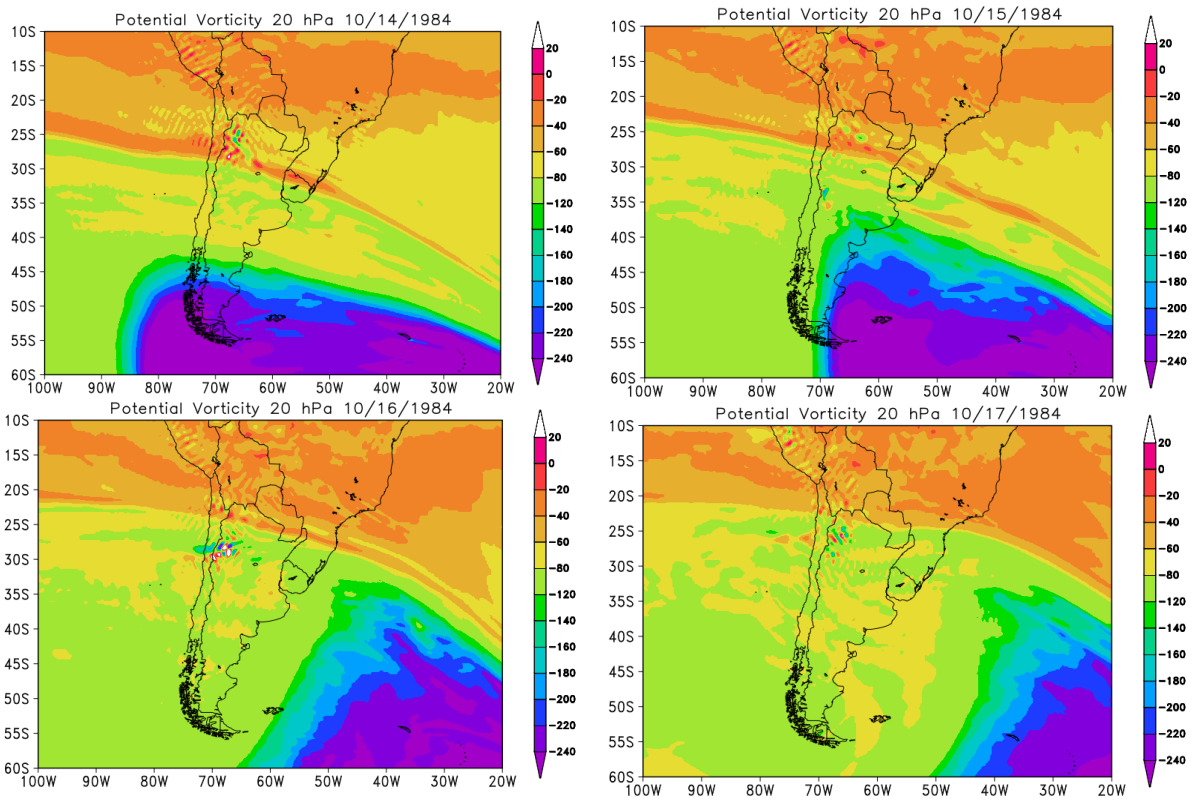 Potential Vorticity 20 hPa 10/14/1984
10S
15S
20S
25S
30S
35S
40S
45S
50S
55S
60S
100W 90W 80W 70W 60W 50W 40W 30W 20W
20
0
−20
−40
−60
−80
−120
−140
−160
−180
−200
−220
−240
Potential Vorticity 20 hPa 10/15/1984
10S
15S
20S
25S
30S
35S
40S
45S
50S
55S
60S
100W 90W 80W 70W 60W 50W 40W 30W 20W
20
0
−20
−40
−60
−80
−120
−140
−160
−180
−200
−220
−240
Potential Vorticity 20 hPa 10/16/1984
10S
15S
20S
25S
30S
35S
40S
45S
50S
55S
60S
100W 90W 80W 70W 60W 50W 40W 30W 20W
20
0
−20
−40
−60
−80
−120
−140
−160
−180
−200
−220
−240
Potential Vorticity 20 hPa 10/17/1984
10S
15S
20S
25S
30S
35S
40S
45S
50S
55S
60S
100W 90W 80W 70W 60W 50W 40W 30W 20W
20
0
−20
−40
−60
−80
−120
−140
−160
−180
−200
−220
−240